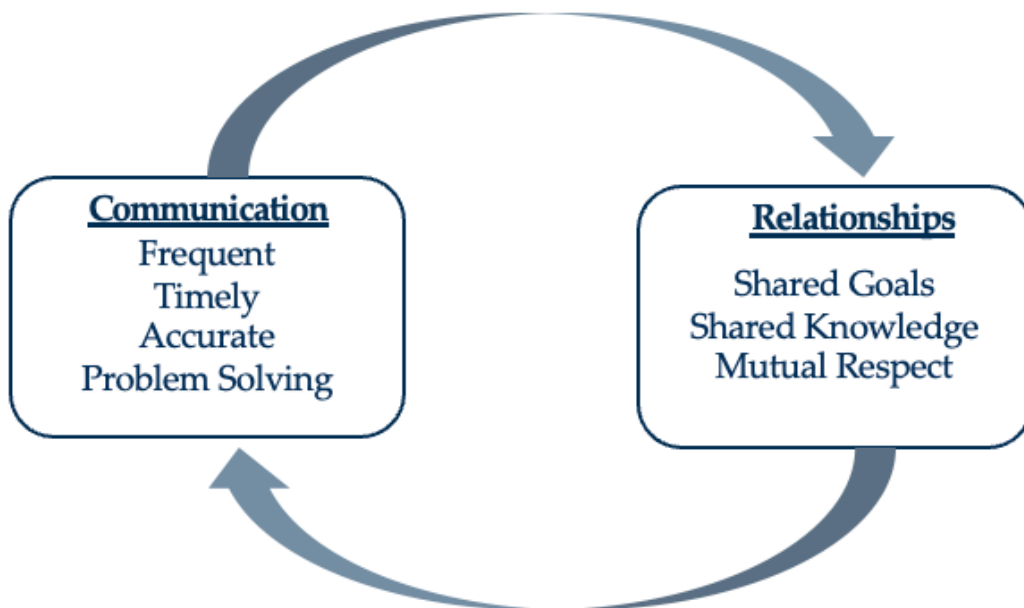 Communication
Frequent
Timely
Accurate
Problem Solving
Relationships
Shared Goals
Shared Knowledge
Mutual Respect